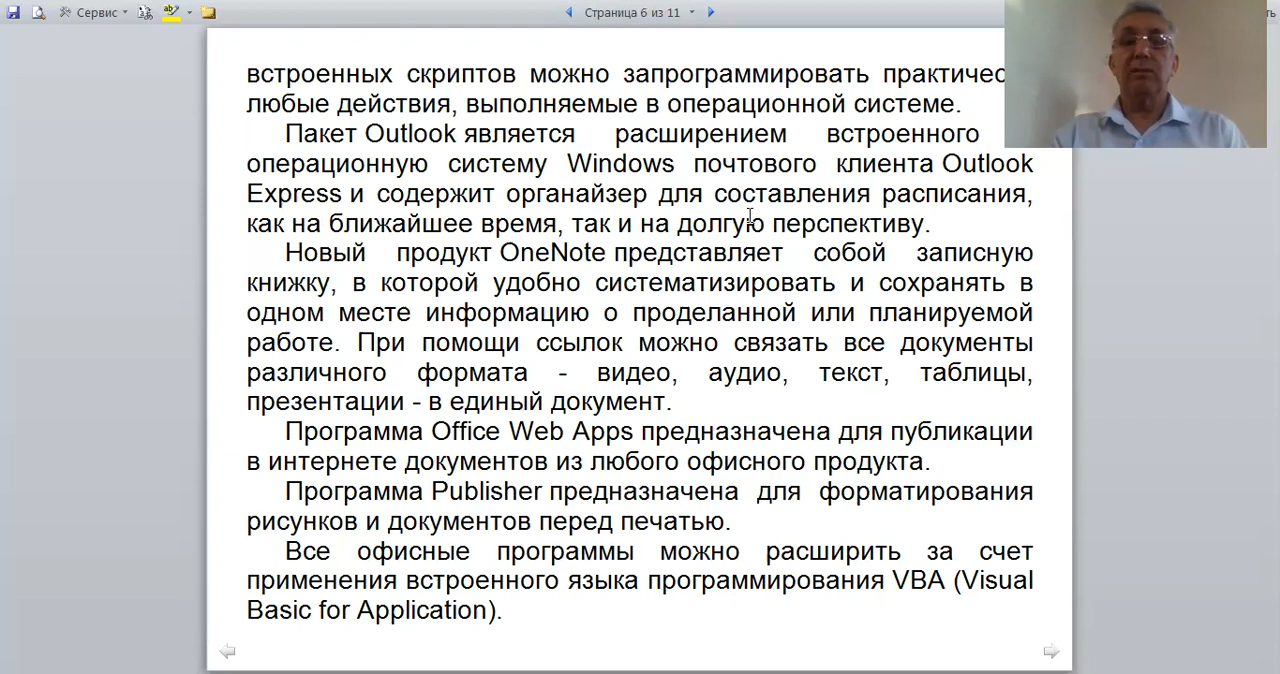 Сервис
Страница 6 из 11
ть
встроенных скриптов можно запрограммировать
любые действия, выполняемые в операционной системе.
Пакет Outlook является расширением встроенного
операционную систему Windows почтового клиента Outlook
Express и содержит органайзер для составления расписания,
как на ближайшее время, так и на долгую перспективу.
Новый продукт OneNote представляет собой записную
книжку, в которой удобно систематизировать и сохранять в
одном месте информацию о проделанной или планируемой
работе. При помощи ссылок можно связать все документы
различного формата - видео, аудио, текст, таблицы,
презентации - в единый документ.
Программа Office Web Apps предназначена для публикации
в интернете документов из любого офисного продукта.
Программа Publisher предназначена для форматирования
рисунков и документов перед печатью.
Все офисные программы можно расширить за счет
применения встроенного языка программирования VBA (Visual
Basic for Application).